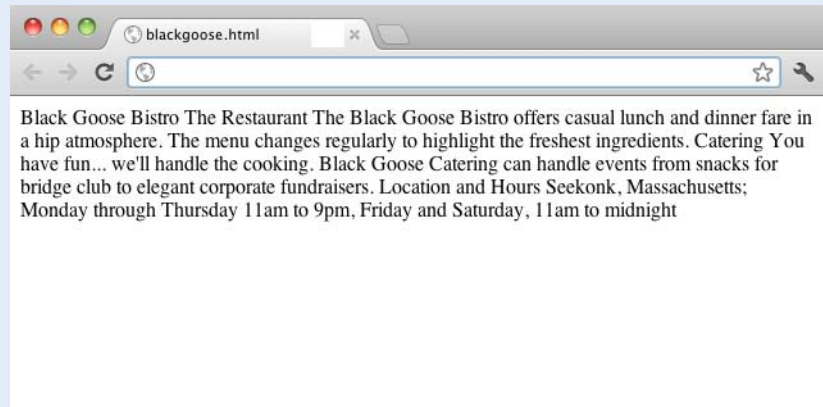 blackgoose.html
Black Goose Bistro The Restaurant The Black Goose Bistro offers casual lunch and dinner fare in
a hip atmosphere. The menu changes regularly to highlight the freshest ingredients. Catering You
have fun... we'll handle the cooking. Black Goose Catering can handle events from snacks for
bridge club to elegant corporate fundraisers. Location and Hours Seekonk, Massachusetts;
Monday through Thursday 11am to 9pm, Friday and Saturday, 11am to midnight